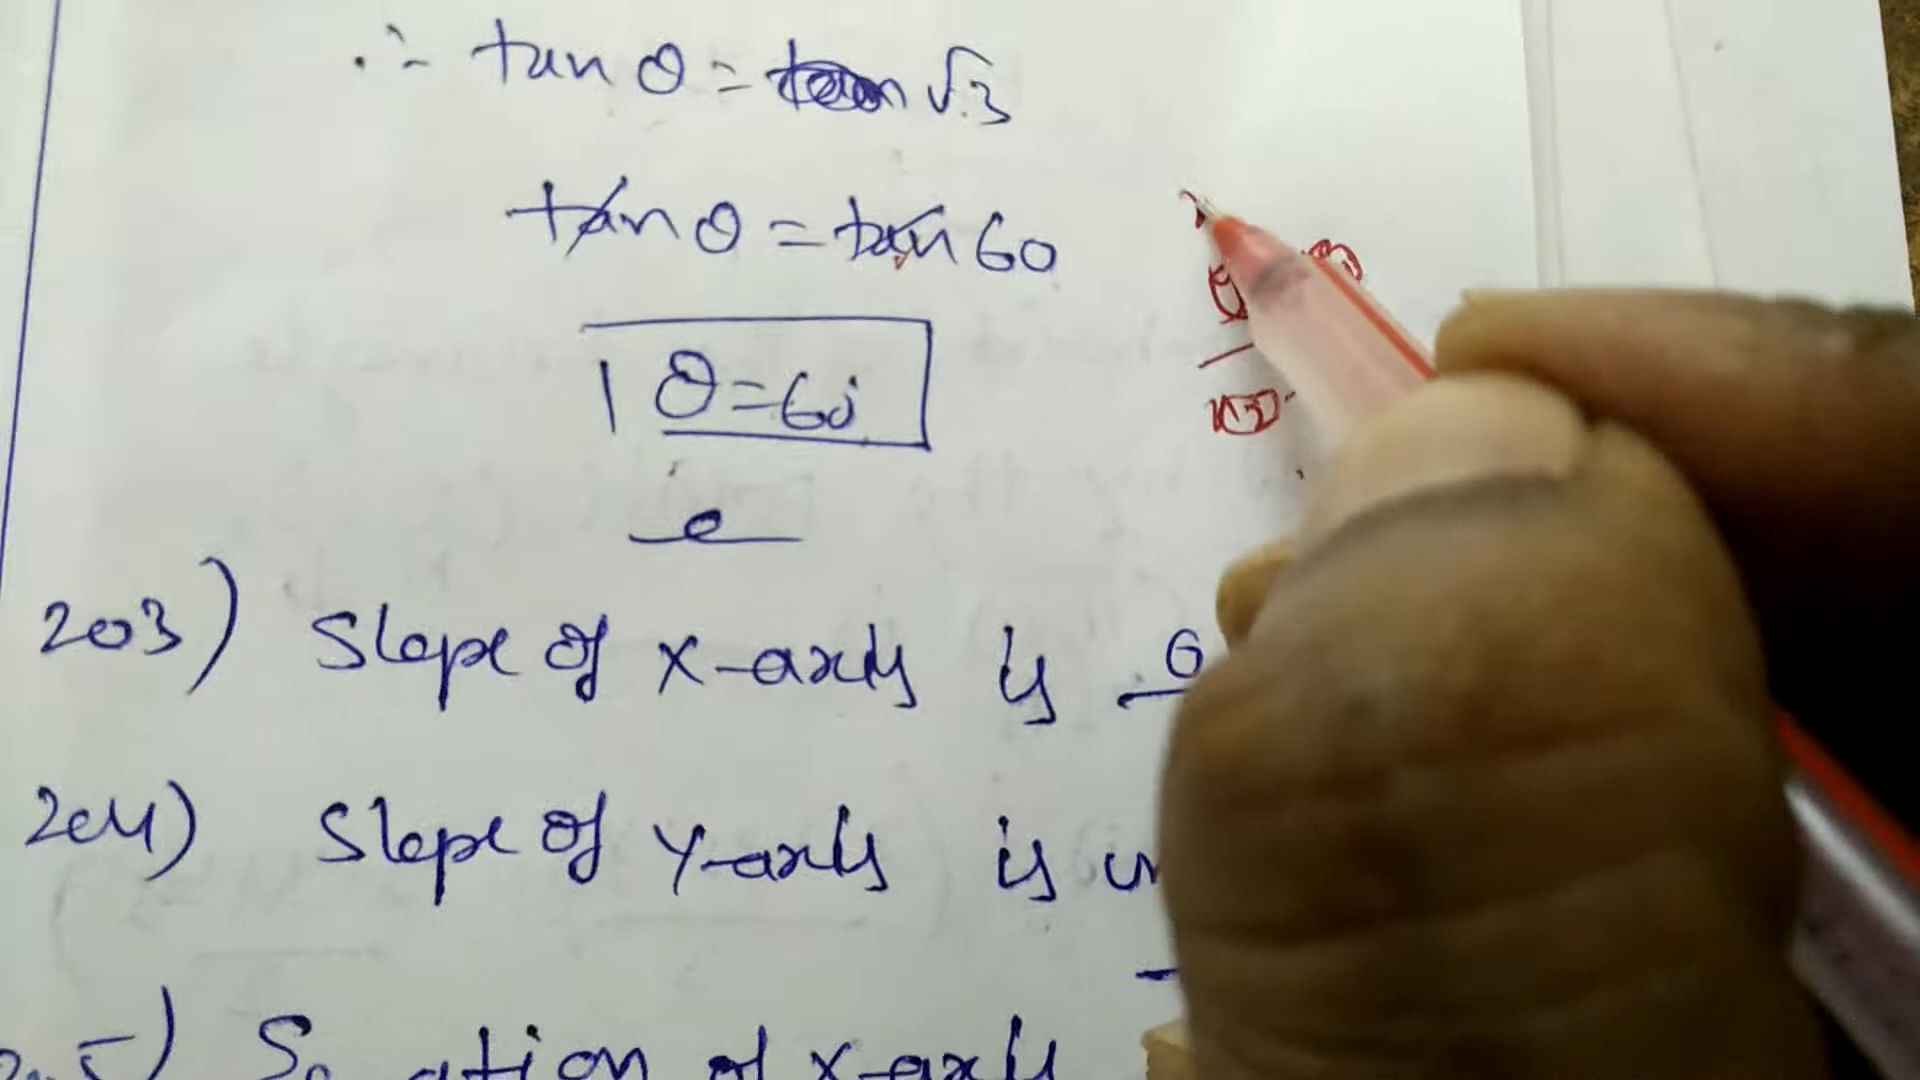 ∴ tan θ = √3
tan θ = tan 60
θ = 60
203) Slope of X-axis is 0
204) Slope of Y-axis is un
ation of X-axis